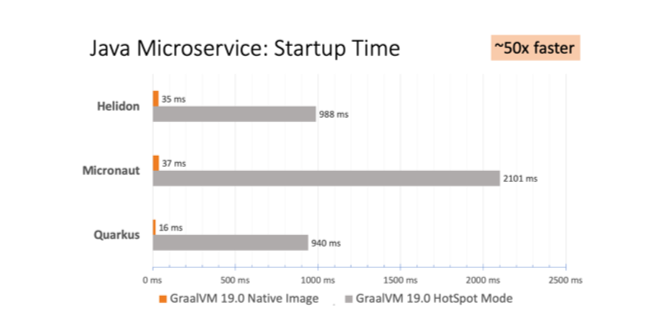 Java Microservice: Startup Time
~50x faster
Helidon
35 ms
988 ms
Micronaut
37 ms
2101 ms
Quarkus
16 ms
940 ms
0 ms 500 ms 1000 ms 1500 ms 2000 ms 2500 ms
GraalVM 19.0 Native Image GraalVM 19.0 HotSpot Mode